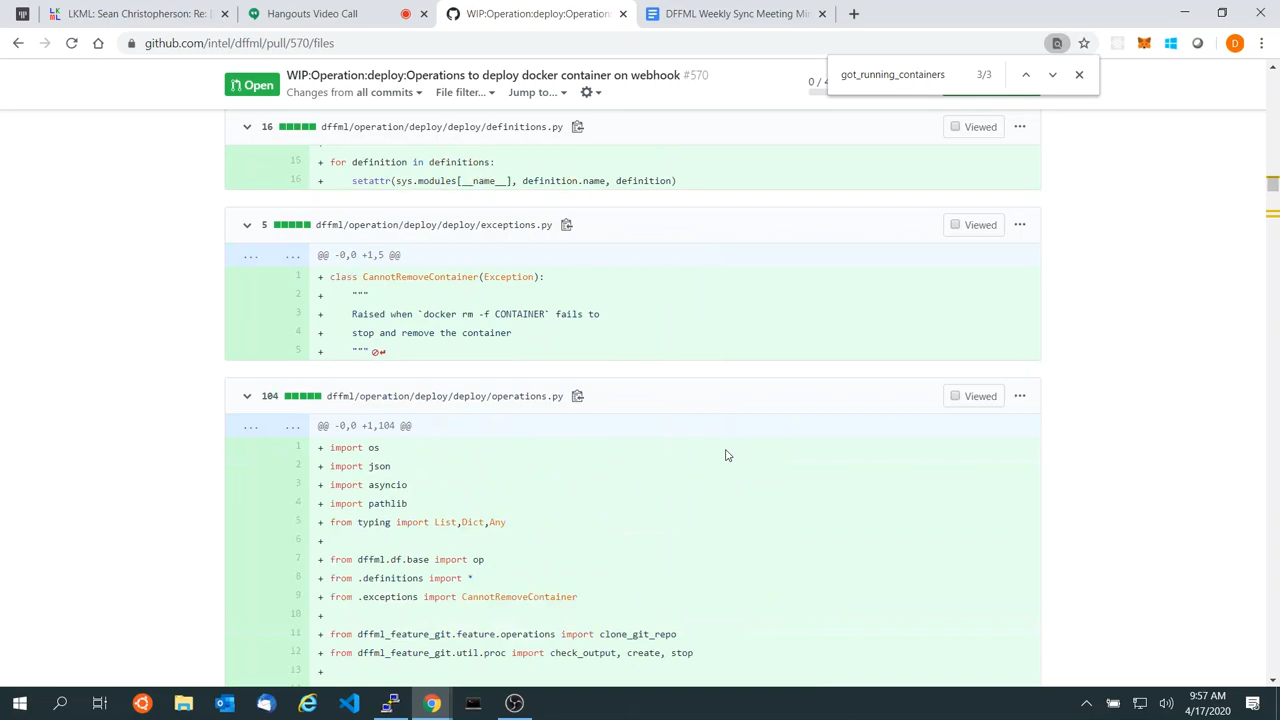 LKML: Sean Christopherson: Re:
Hangouts Video Call
WIP:Operation:deploy:Operation
DFFML Weekly Sync Meeting Min
github.com/intel/dffml/pull/570/files
D
got_running_containers 3/3
Open
WIP:Operation:deploy:Operations to deploy docker container on webhook #570
0 / 4
Changes from all commits
File filter...
Jump to...
16 dffml/operation/deploy/deploy/definitions.py
Viewed
15 + for definition in definitions:
16 + setattr(sys.modules[__name__], definition.name, definition)
5 dffml/operation/deploy/deploy/exceptions.py
Viewed
... ... @@ -0,0 +1,5 @@
1 + class CannotRemoveContainer(Exception):
2 + """
3 + Raised when `docker rm -f CONTAINER` fails to
4 + stop and remove the container
5 + """
104 dffml/operation/deploy/deploy/operations.py
Viewed
... ... @@ -0,0 +1,104 @@
1 + import os
2 + import json
3 + import asyncio
4 + import pathlib
5 + from typing import List,Dict,Any
6 +
7 + from dffml.df.base import op
8 + from .definitions import *
9 + from .exceptions import CannotRemoveContainer
10 +
11 + from dffml_feature_git.feature.operations import clone_git_repo
12 + from dffml_feature_git.util.proc import check_output, create, stop
13 +
9:57 AM
4/17/2020